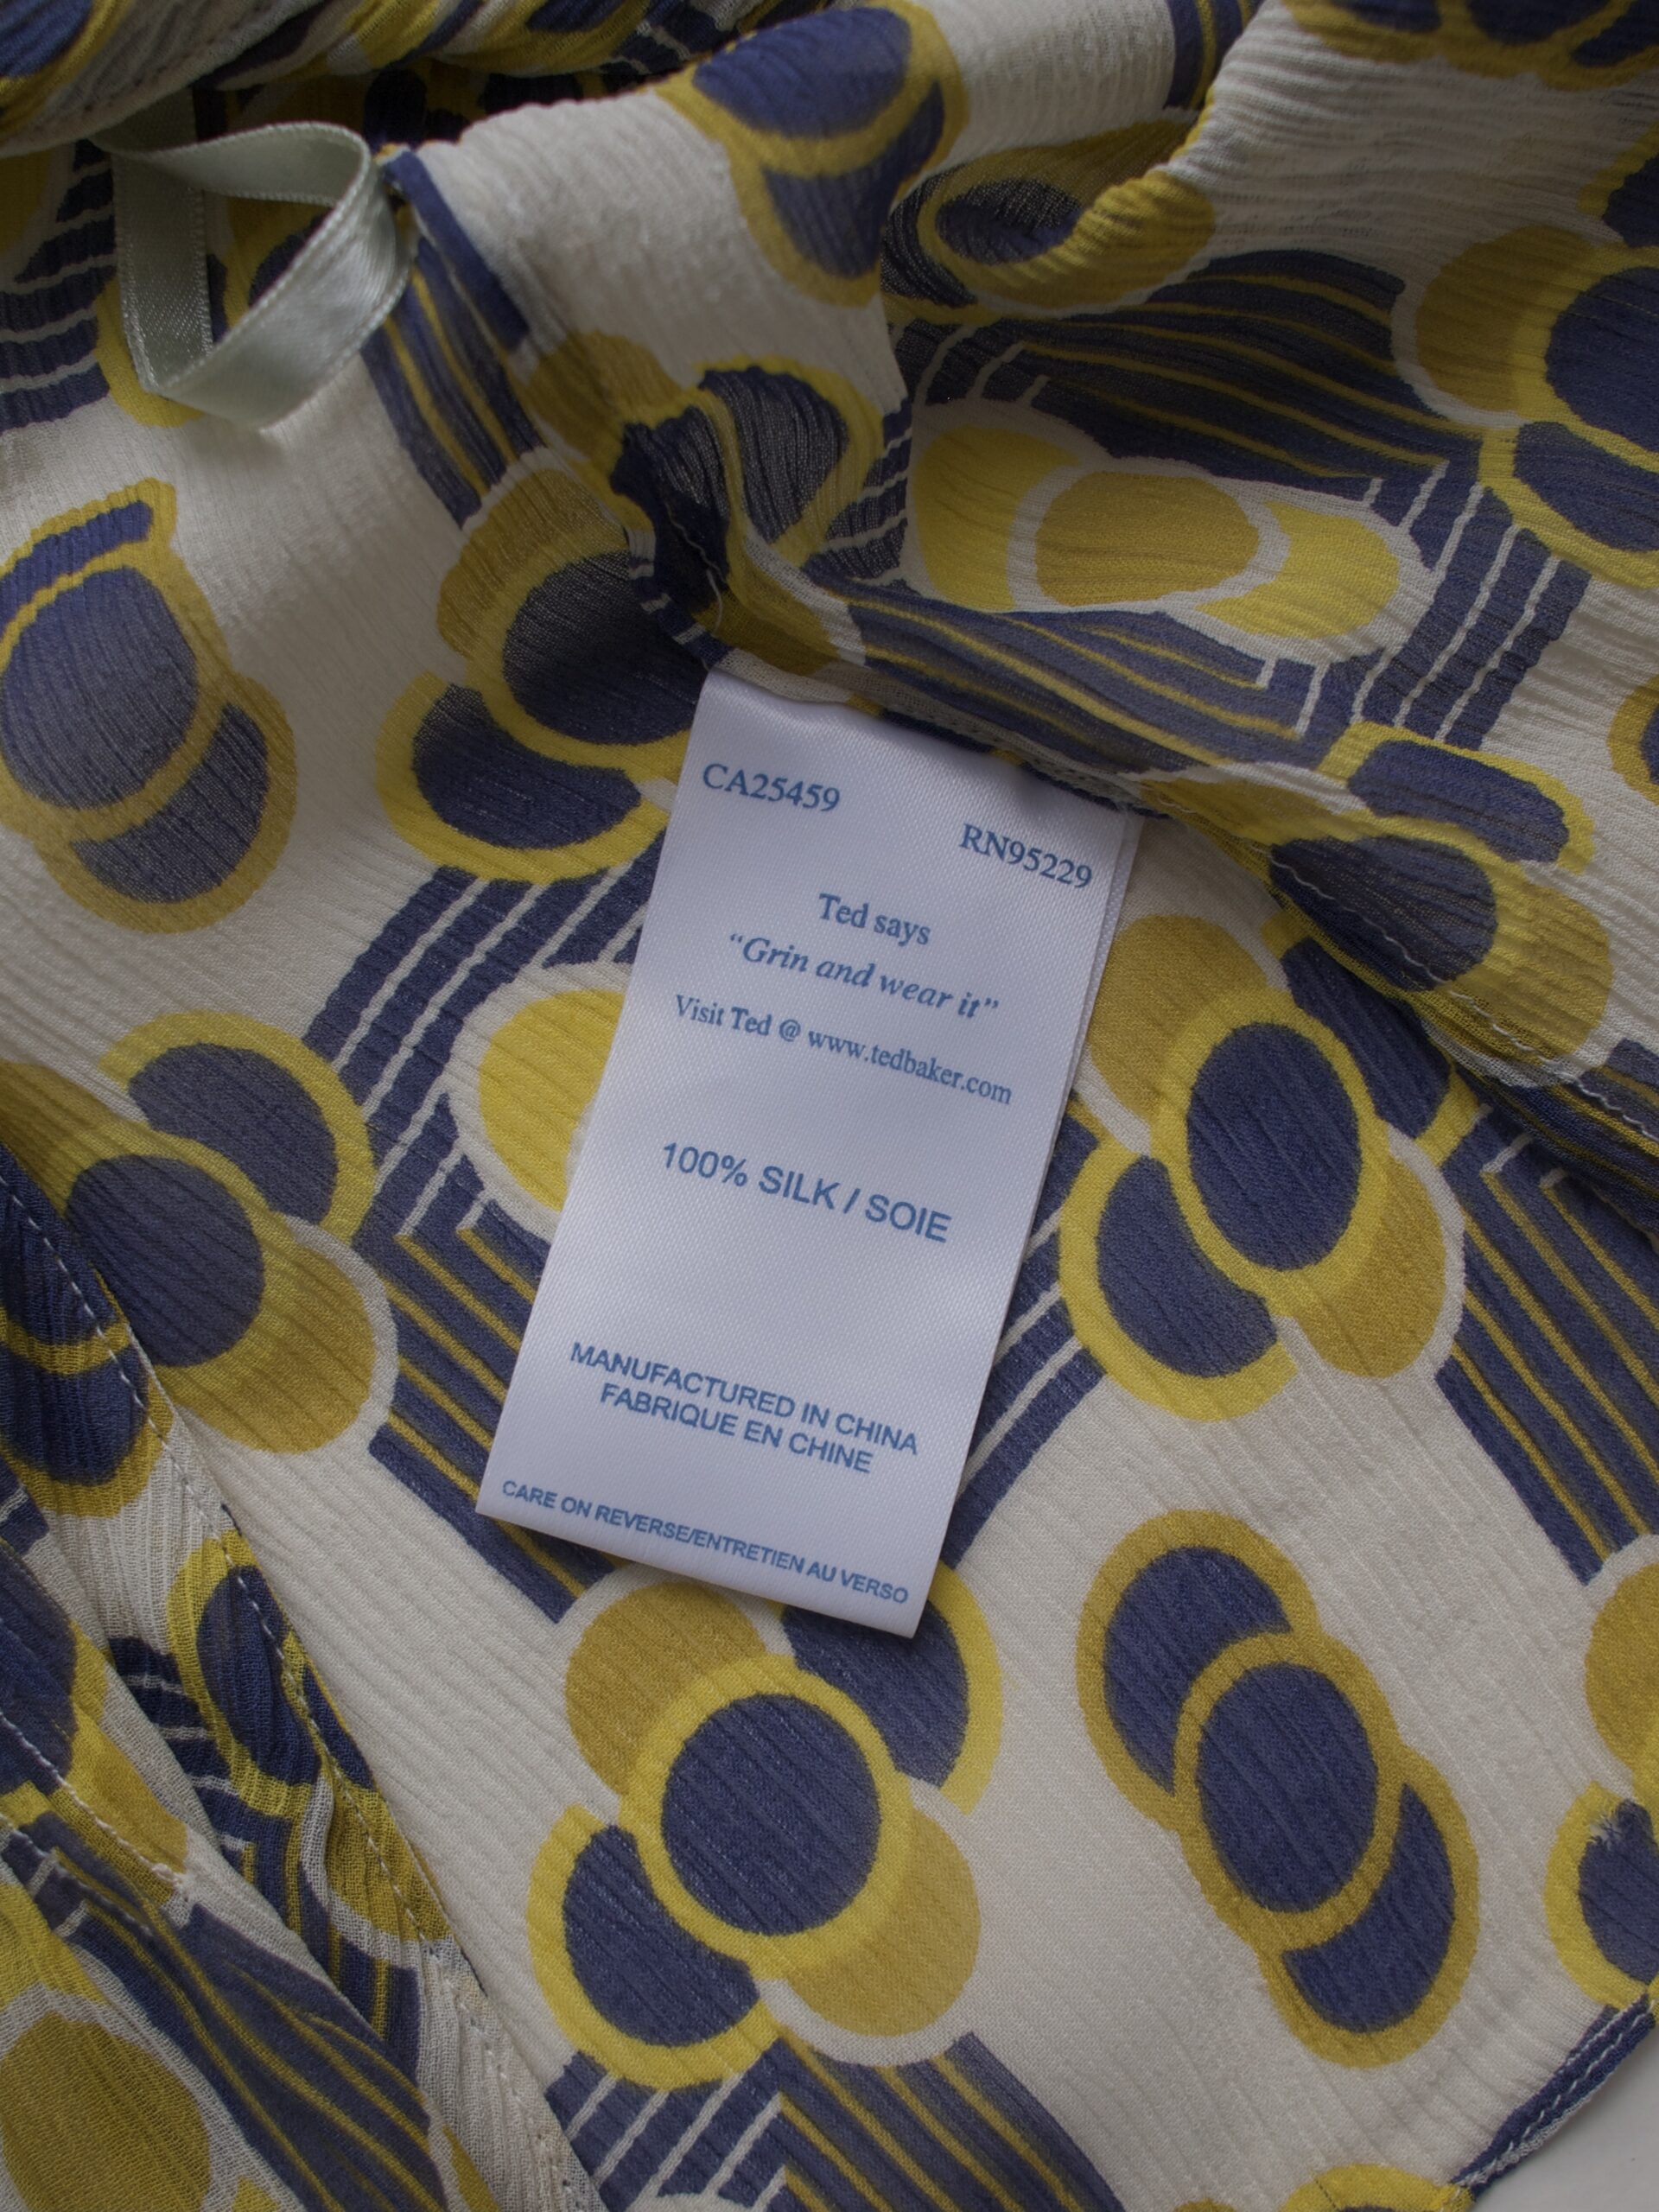 CA25459
RN95229
Ted says
“Grin and wear it”
Visit Ted @ www.tedbaker.com
100% SILK / SOIE
MANUFACTURED IN CHINA
FABRIQUE EN CHINE
CARE ON REVERSE/ENTRETIEN AU VERSO